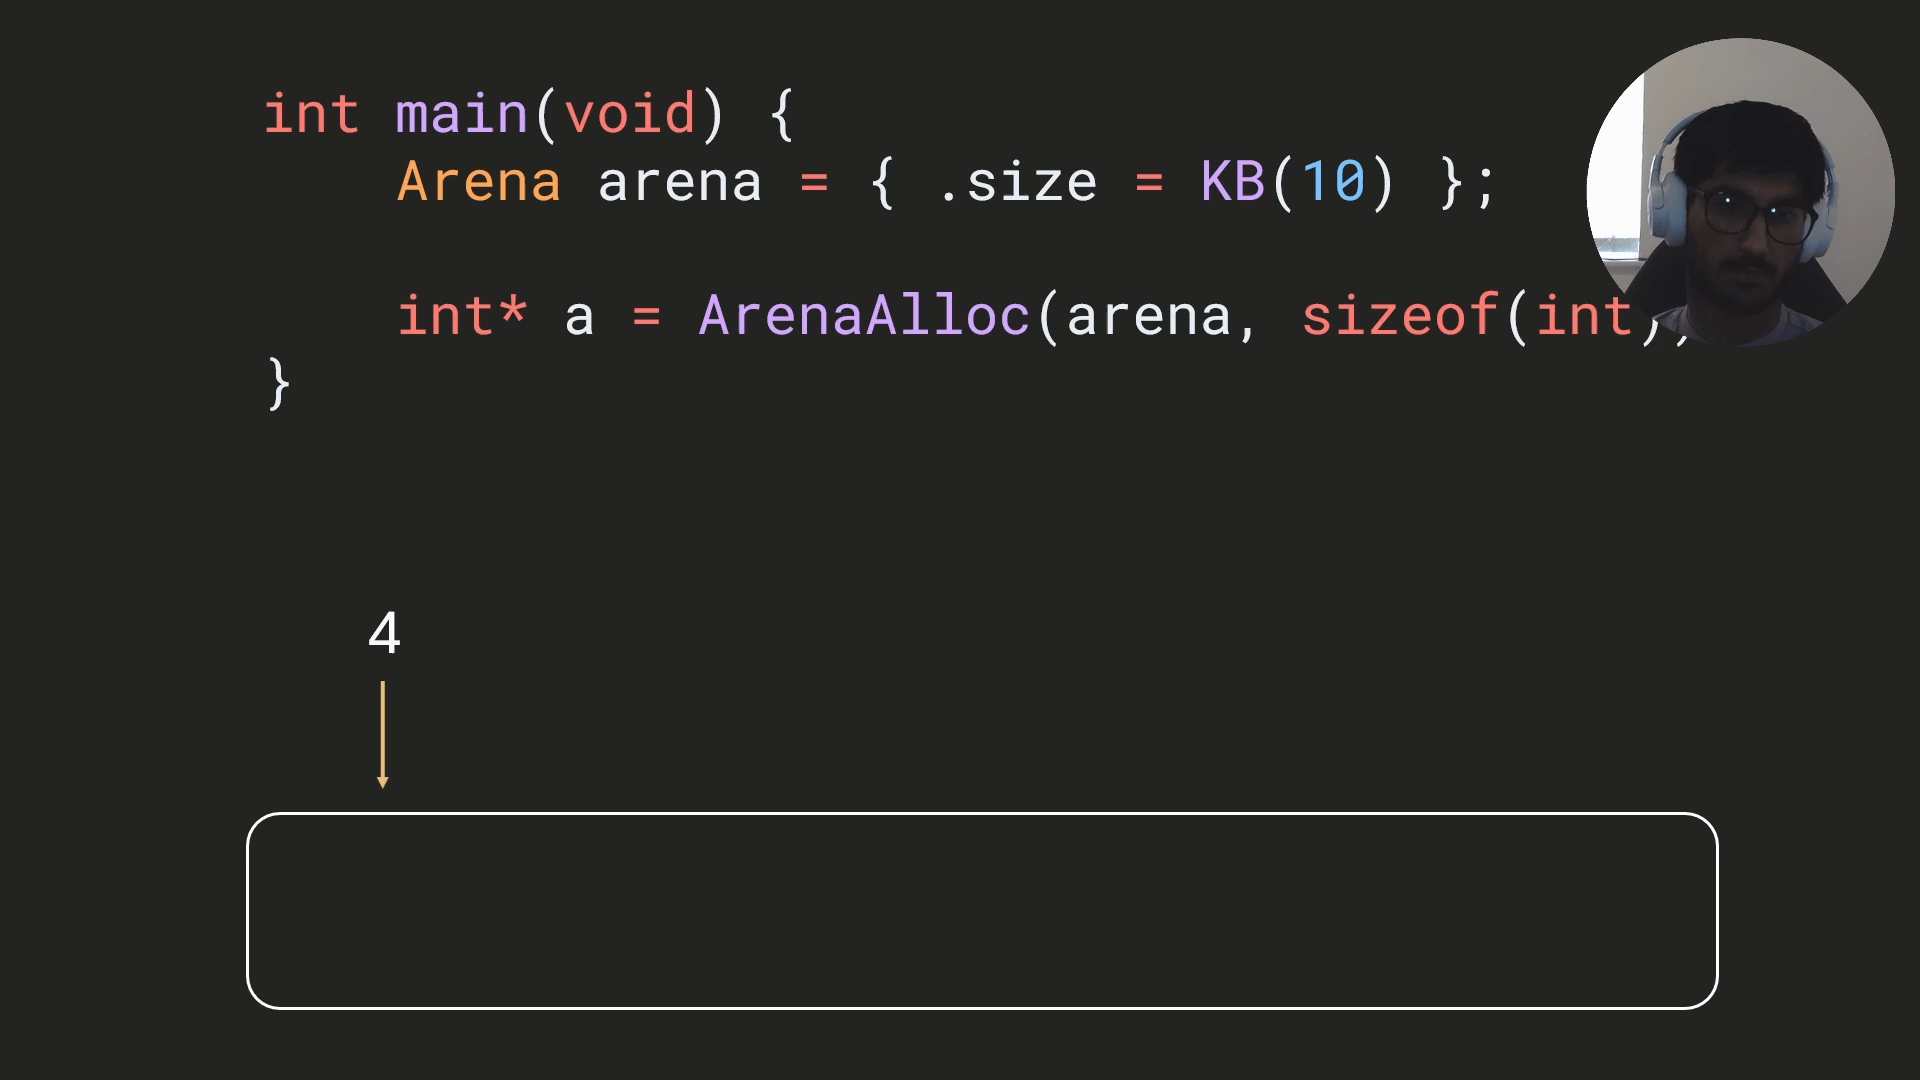 int main(void) {
Arena arena = { .size = KB(10) };
int* a = ArenaAlloc(arena, sizeof(int);
}
4